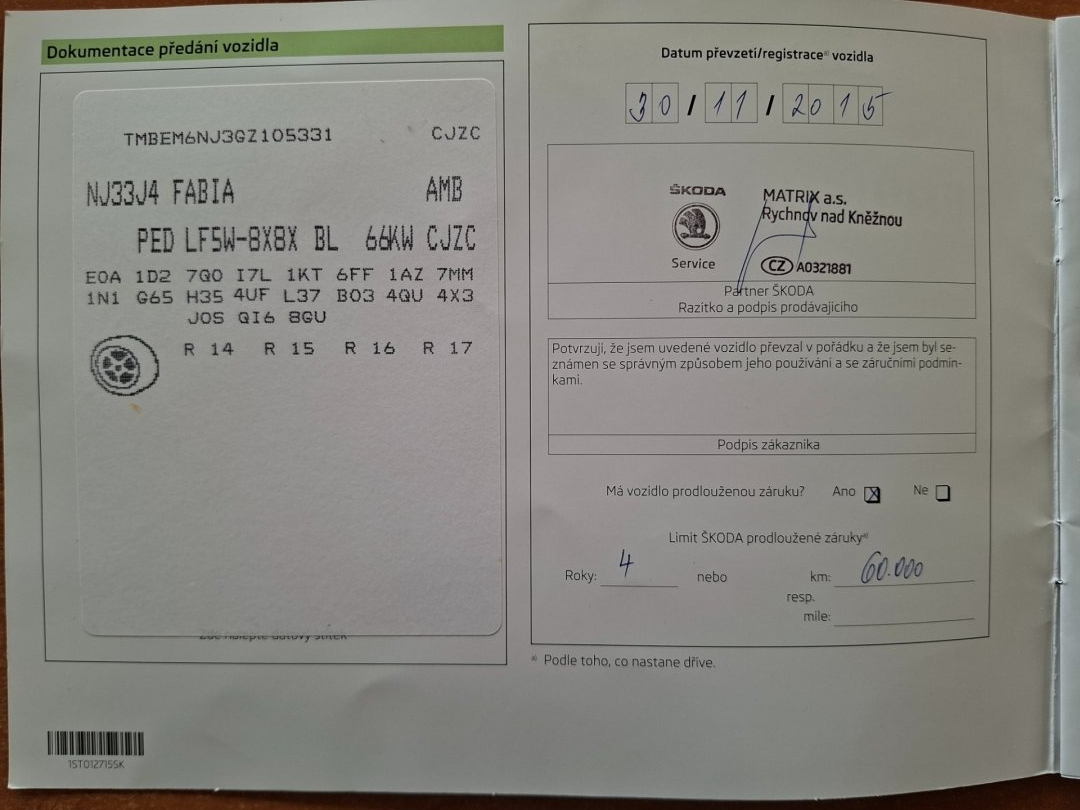 Dokumentace předání vozidla
TMBEM6NJ3GZ105331 CJZC
NJ33J4 FABIA AMB
PED LF5W-8X8X BL 66KW CJZC
E0A 1D2 7Q0 I7L 1KT 6FF 1AZ 7MM
1N1 G65 H35 4UF L37 B03 4QU 4X3
J0S QI6 8GU
R 14 R 15 R 16 R 17
Zde nalepte datový štítek
1ST0127155K
Datum převzetí/registrace a) vozidla
30 / 11 / 2015
ŠKODA
Service
MATRIX a.s.
Rychnov nad Kněžnou
CZ A0321881
Partner ŠKODA
Razítko a podpis prodávajícího
Potvrzuji, že jsem uvedené vozidlo převzal v pořádku a že jsem byl se-
známen se správným způsobem jeho používání a se záručními podmín-
kami.
Podpis zákazníka
Má vozidlo prodlouženou záruku? Ano X Ne
Limit ŠKODA prodloužené záruky a)
Roky: 4 nebo km: 60.000
resp.
míle:
a) Podle toho, co nastane dříve.